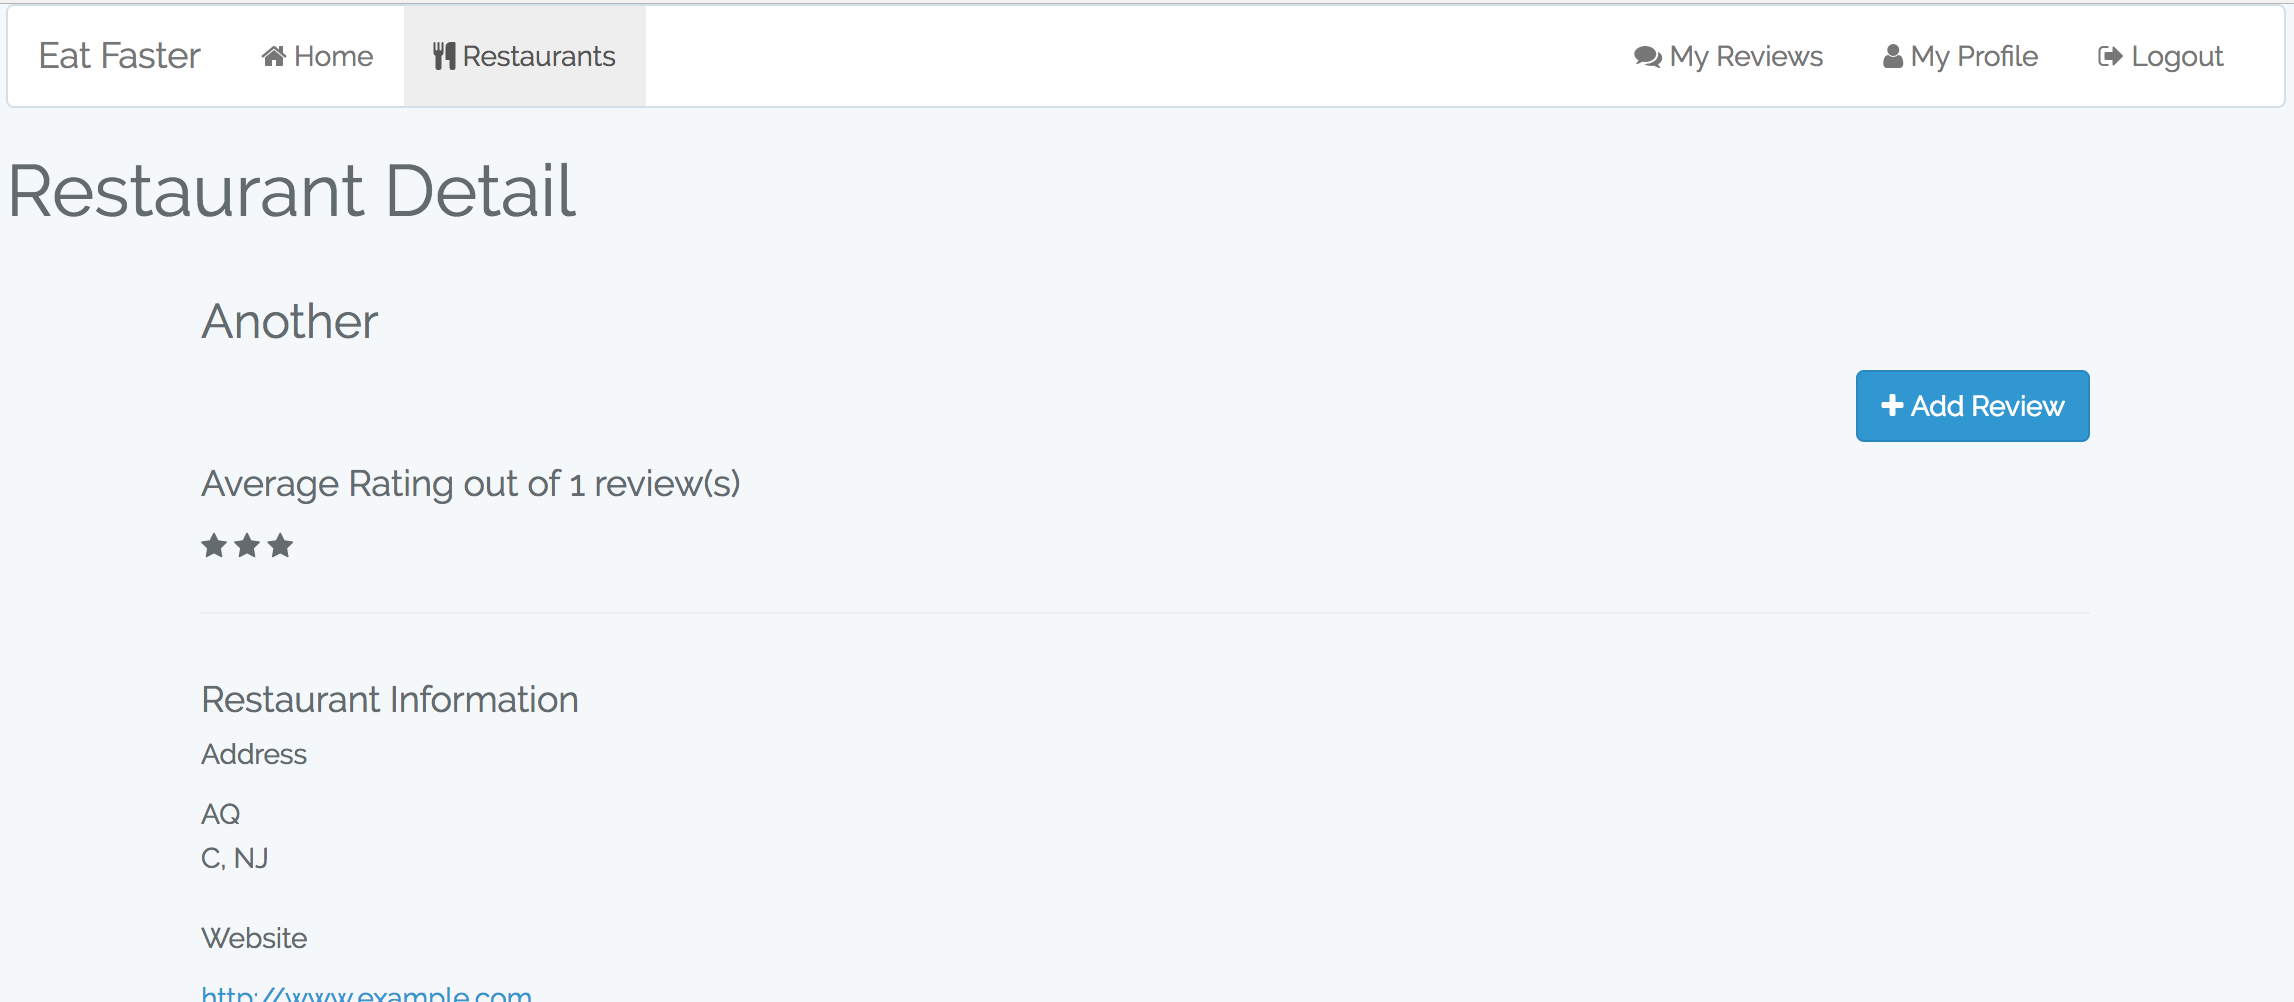 Eat Faster Home Restaurants My Reviews My Profile Logout
Restaurant Detail
Another
Add Review
Average Rating out of 1 review(s)
Restaurant Information
Address
AQ
C, NJ
Website
http://www.example.com